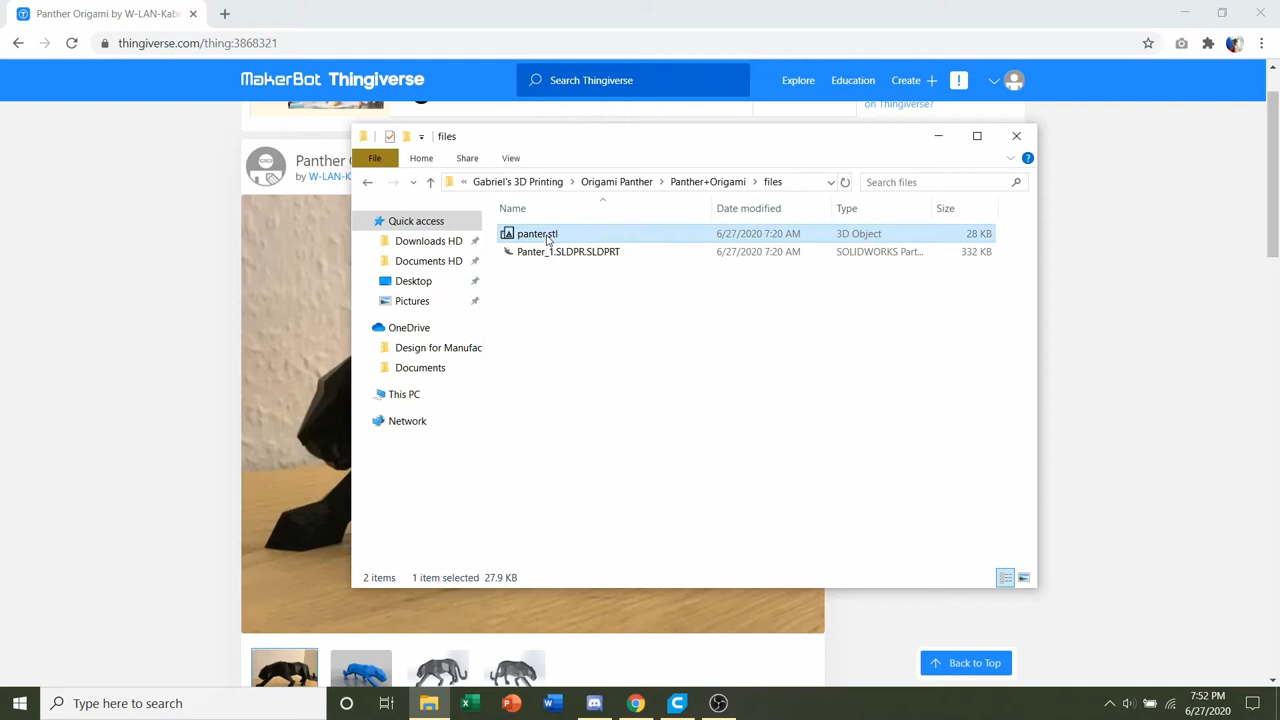 Panther Origami by W-LAN-Kabe
thingiverse.com/thing:3868321
MakerBot Thingiverse
Search Thingiverse
Explore
Education
Create
!
on Thingiverse?
Panther O
by W-LAN-K
files
File
Home
Share
View
Gabriel's 3D Printing
Origami Panther
Panther+Origami
files
Search files
Name
Date modified
Type
Size
Quick access
Downloads HD
Documents HD
Desktop
Pictures
OneDrive
Design for Manufac
Documents
This PC
Network
panter.stl 6/27/2020 7:20 AM 3D Object 28 KB
Panter_1.SLDPR.SLDPRT 6/27/2020 7:20 AM SOLIDWORKS Part... 332 KB
2 items 1 item selected 27.9 KB
Back to Top
Type here to search
7:52 PM
6/27/2020